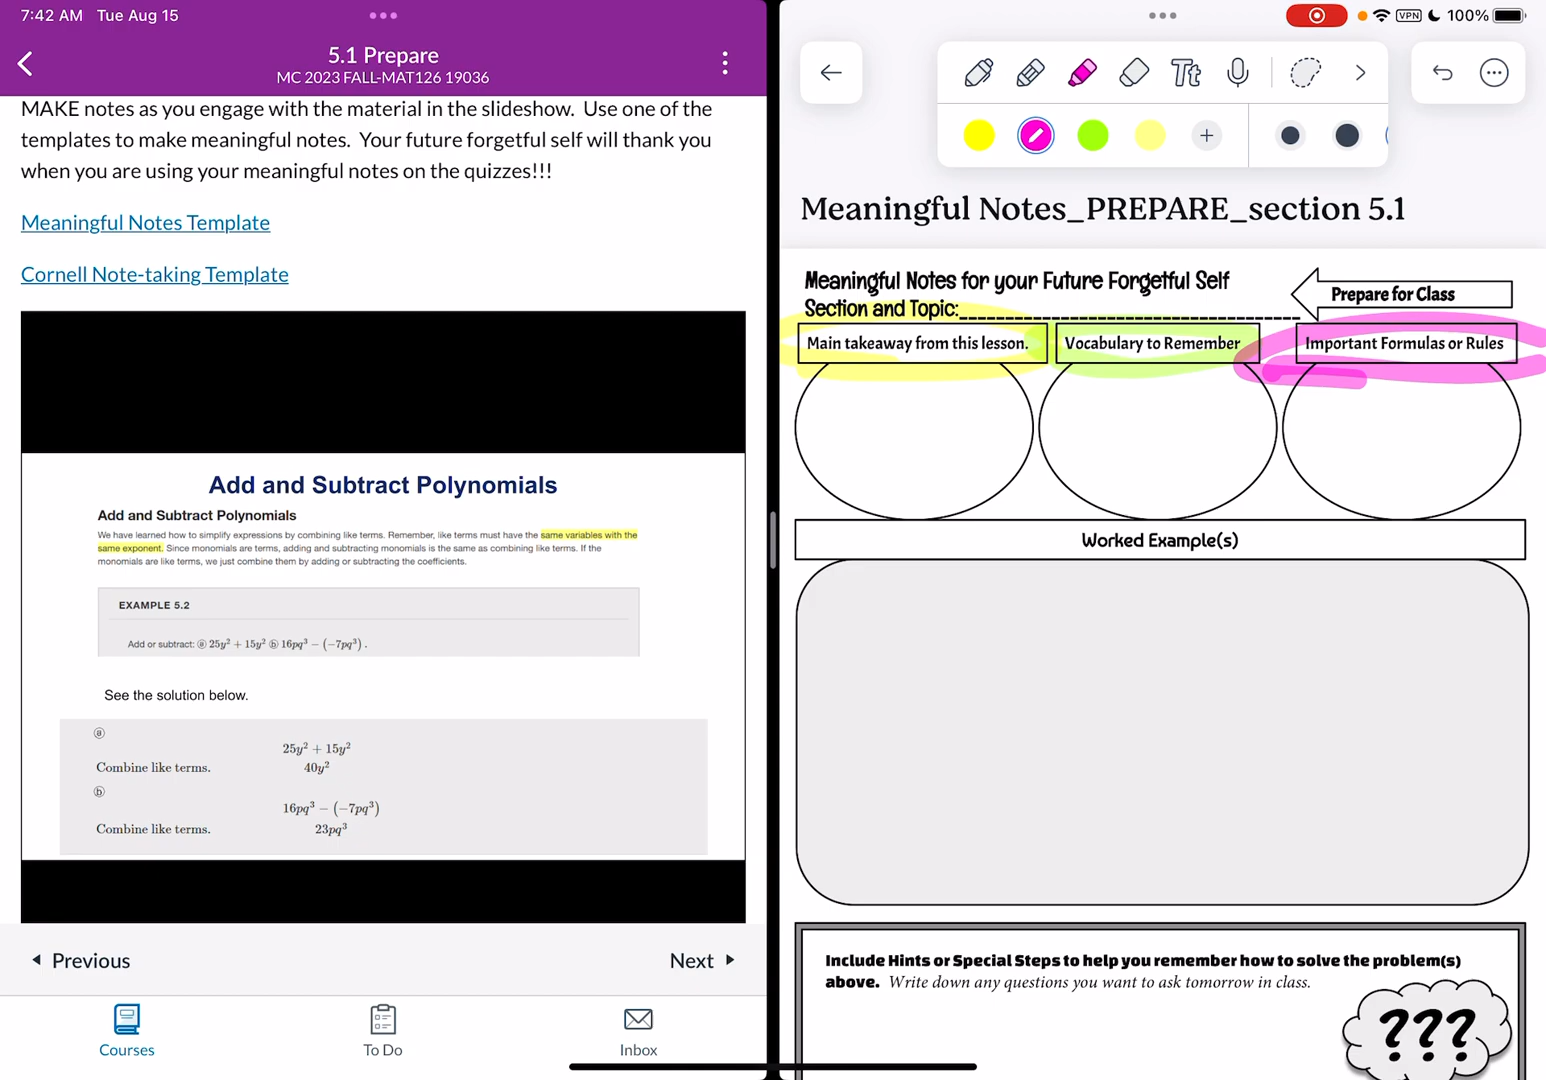 7:42 AM Tue Aug 15
5.1 Prepare
MC 2023 FALL-MAT126 19036
MAKE notes as you engage with the material in the slideshow. Use one of the
templates to make meaningful notes. Your future forgetful self will thank you
when you are using your meaningful notes on the quizzes!!!
Meaningful Notes Template
Cornell Note-taking Template
Add and Subtract Polynomials
Add and Subtract Polynomials
We have learned how to simplify expressions by combining like terms. Remember, like terms must have the same variables with the
same exponent. Since monomials are terms, adding and subtracting monomials is the same as combining like terms. If the
monomials are like terms, we just combine them by adding or subtracting the coefficients.
EXAMPLE 5.2
Add or subtract: ⓐ 25y² + 15y² ⓑ 16pq³ − (−7pq³).
See the solution below.
ⓐ
25y² + 15y²
Combine like terms. 40y²
ⓑ
16pq³ − (−7pq³)
Combine like terms. 23pq³
Previous
Next
Courses
To Do
Inbox
VPN 100%
Tt
Meaningful Notes_PREPARE_section 5.1
Meaningful Notes for your Future Forgetful Self
Section and Topic:
Prepare for Class
Main takeaway from this lesson.
Vocabulary to Remember
Important Formulas or Rules
Worked Example(s)
Include Hints or Special Steps to help you remember how to solve the problem(s)
above. Write down any questions you want to ask tomorrow in class.
???